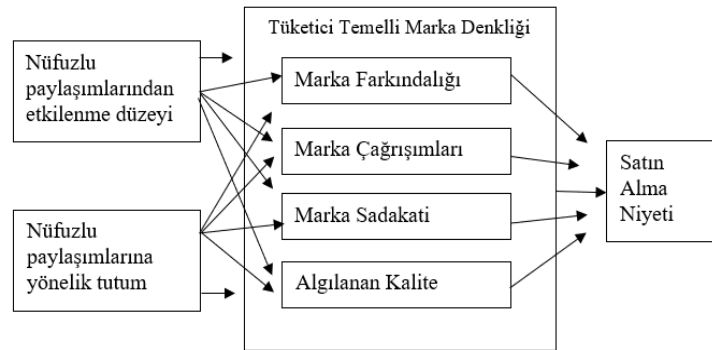 Tüketici Temelli Marka Denkliği
Nüfuzlu
paylaşımlarından
etkilenme düzeyi
Nüfuzlu
paylaşımlarına
yönelik tutum
Marka Farkındalığı
Marka Çağrışımları
Marka Sadakati
Algılanan Kalite
Satın
Alma
Niyeti